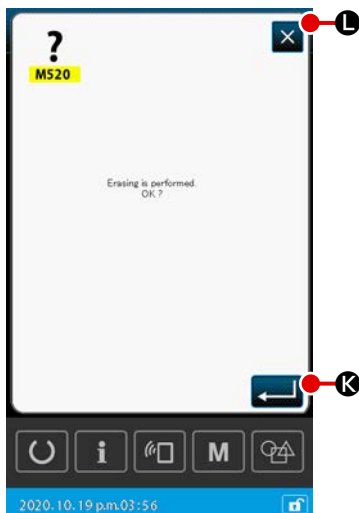 ?
M520
L
Erasing is performed.
OK ?
K
i
M
2020.10.19 p.m.03:56